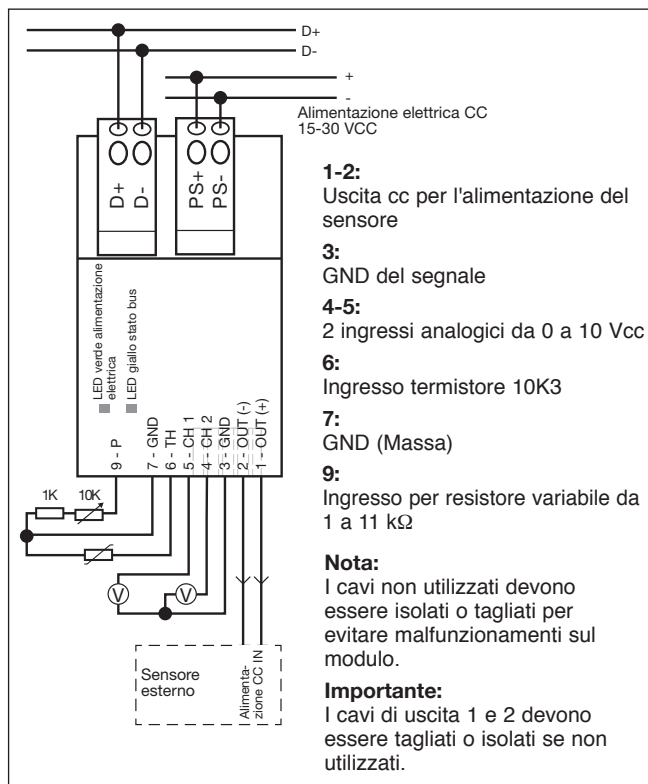 D+
D-
+
-
Alimentazione elettrica CC
15-30 VCC
D+
D-
PS+
PS-
LED verde alimentazione
elettrica
LED giallo stato bus
9 - P
7 - GND
6 - TH
5 - CH 1
4 - CH 2
3 - GND
2 - OUT (-)
1 - OUT (+)
1K
10K
V
V
Sensore
esterno
Alimenta-
zione CC IN
1-2:
Uscita cc per l'alimentazione del
sensore
3:
GND del segnale
4-5:
2 ingressi analogici da 0 a 10 Vcc
6:
Ingresso termistore 10K3
7:
GND (Massa)
9:
Ingresso per resistore variabile da
1 a 11 kΩ
Nota:
I cavi non utilizzati devono
essere isolati o tagliati per
evitare malfunzionamenti sul
modulo.
Importante:
I cavi di uscita 1 e 2 devono
essere tagliati o isolati se non
utilizzati.